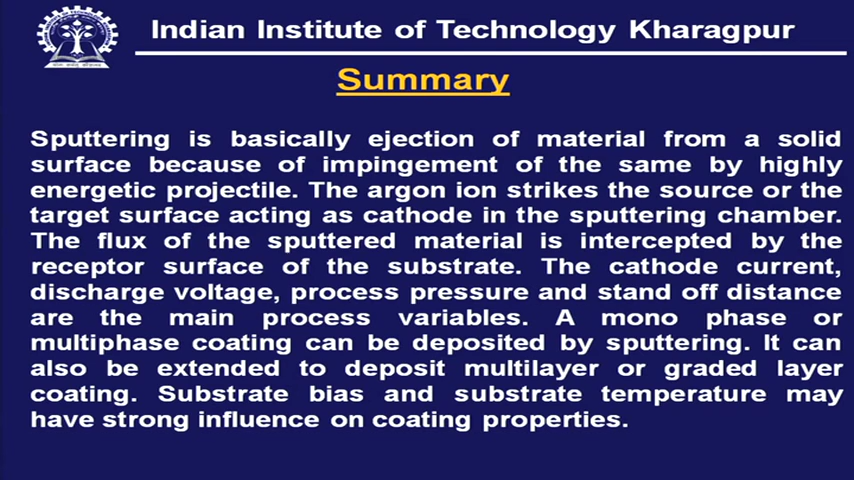 Indian Institute of Technology Kharagpur
Summary
Sputtering is basically ejection of material from a solid
surface because of impingement of the same by highly
energetic projectile. The argon ion strikes the source or the
target surface acting as cathode in the sputtering chamber.
The flux of the sputtered material is intercepted by the
receptor surface of the substrate. The cathode current,
discharge voltage, process pressure and stand off distance
are the main process variables. A mono phase or
multiphase coating can be deposited by sputtering. It can
also be extended to deposit multilayer or graded layer
coating. Substrate bias and substrate temperature may
have strong influence on coating properties.